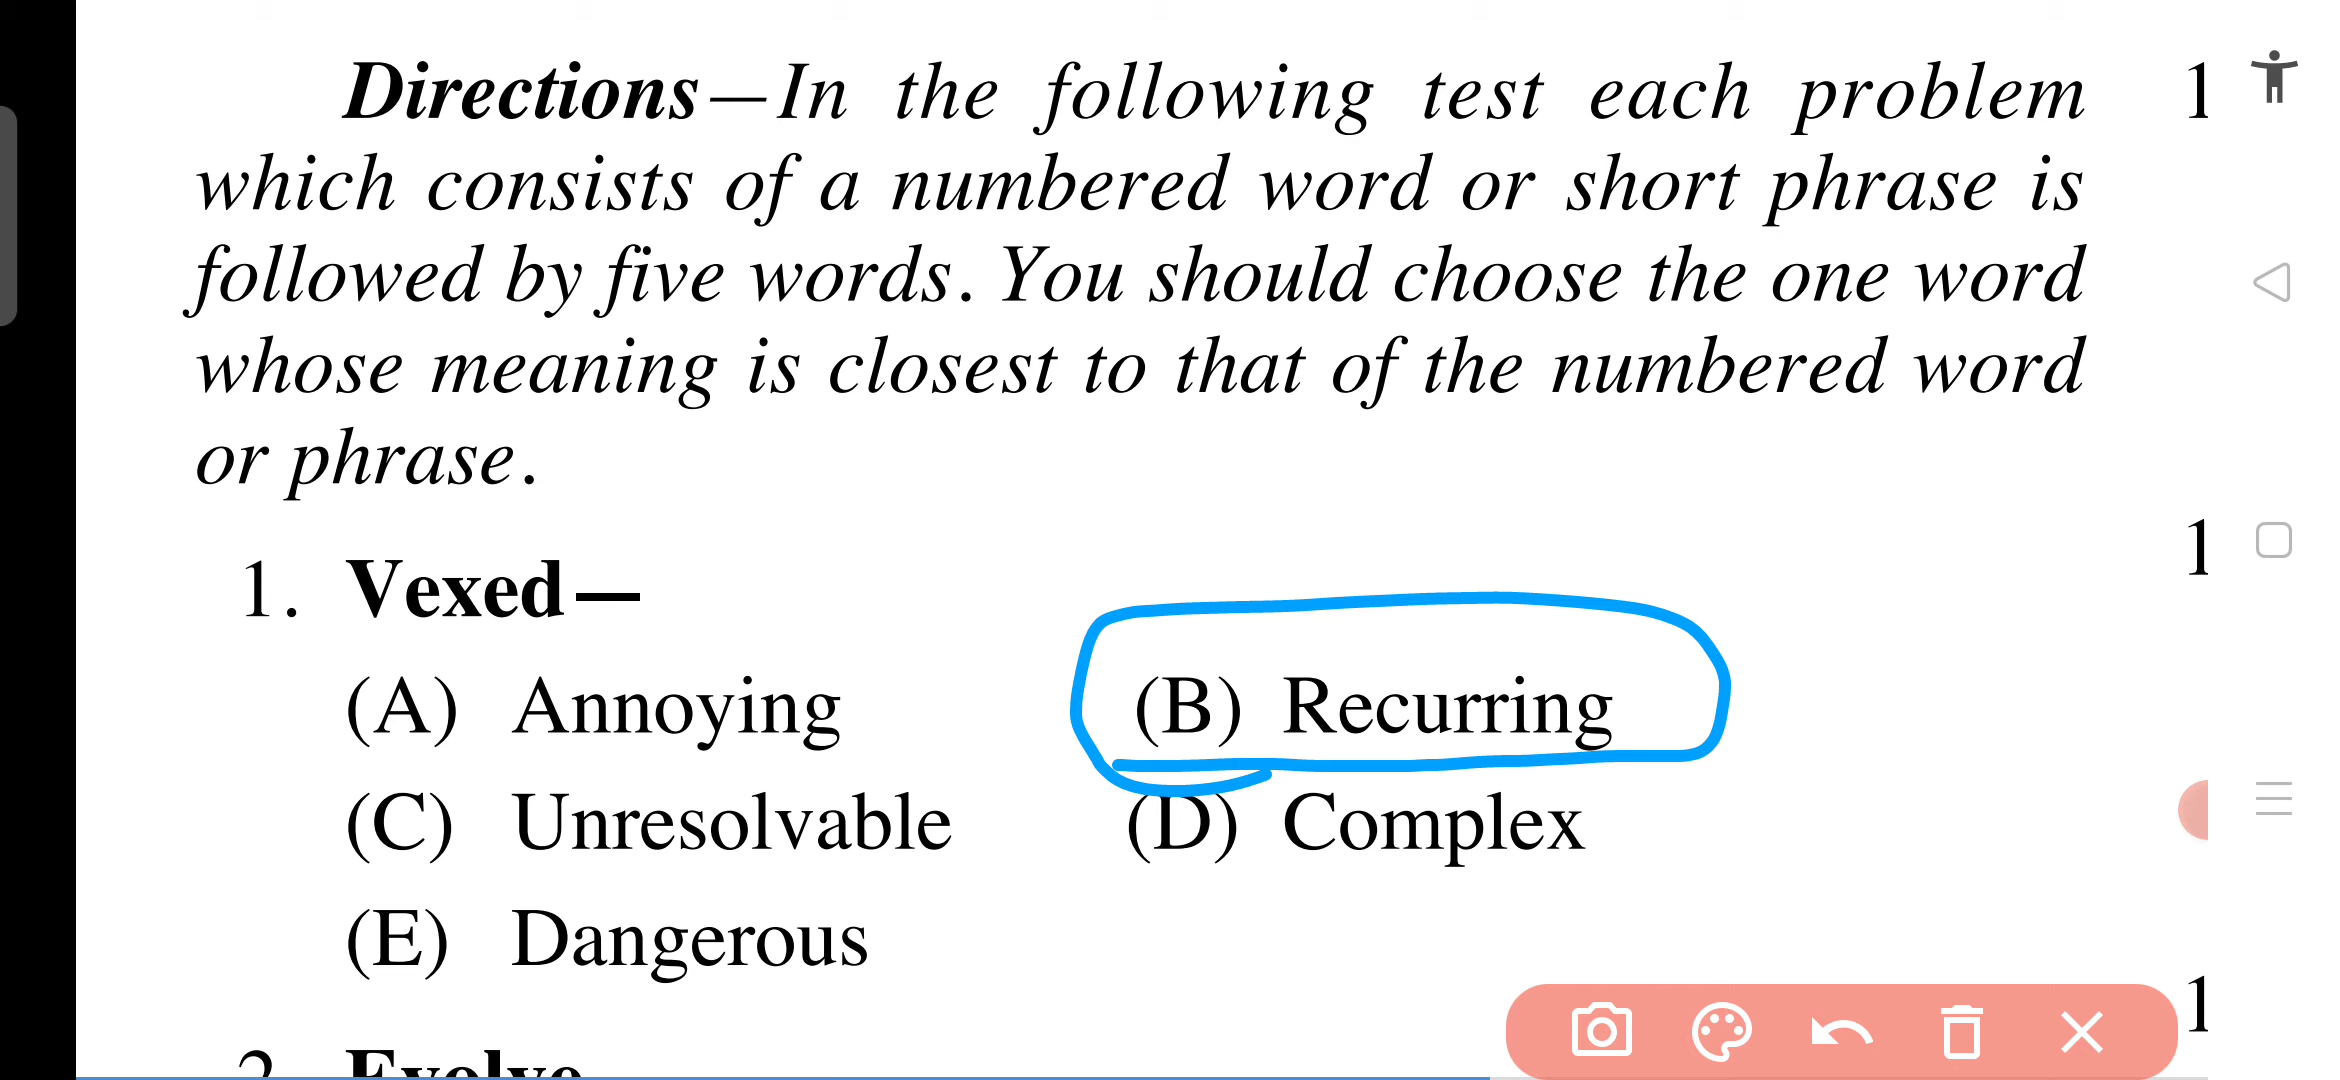 Directions—In the following test each problem
which consists of a numbered word or short phrase is
followed by five words. You should choose the one word
whose meaning is closest to that of the numbered word
or phrase.
1. Vexed—
(A) Annoying (B) Recurring
(C) Unresolvable (D) Complex
(E) Dangerous
2. Evolve
1
1
1